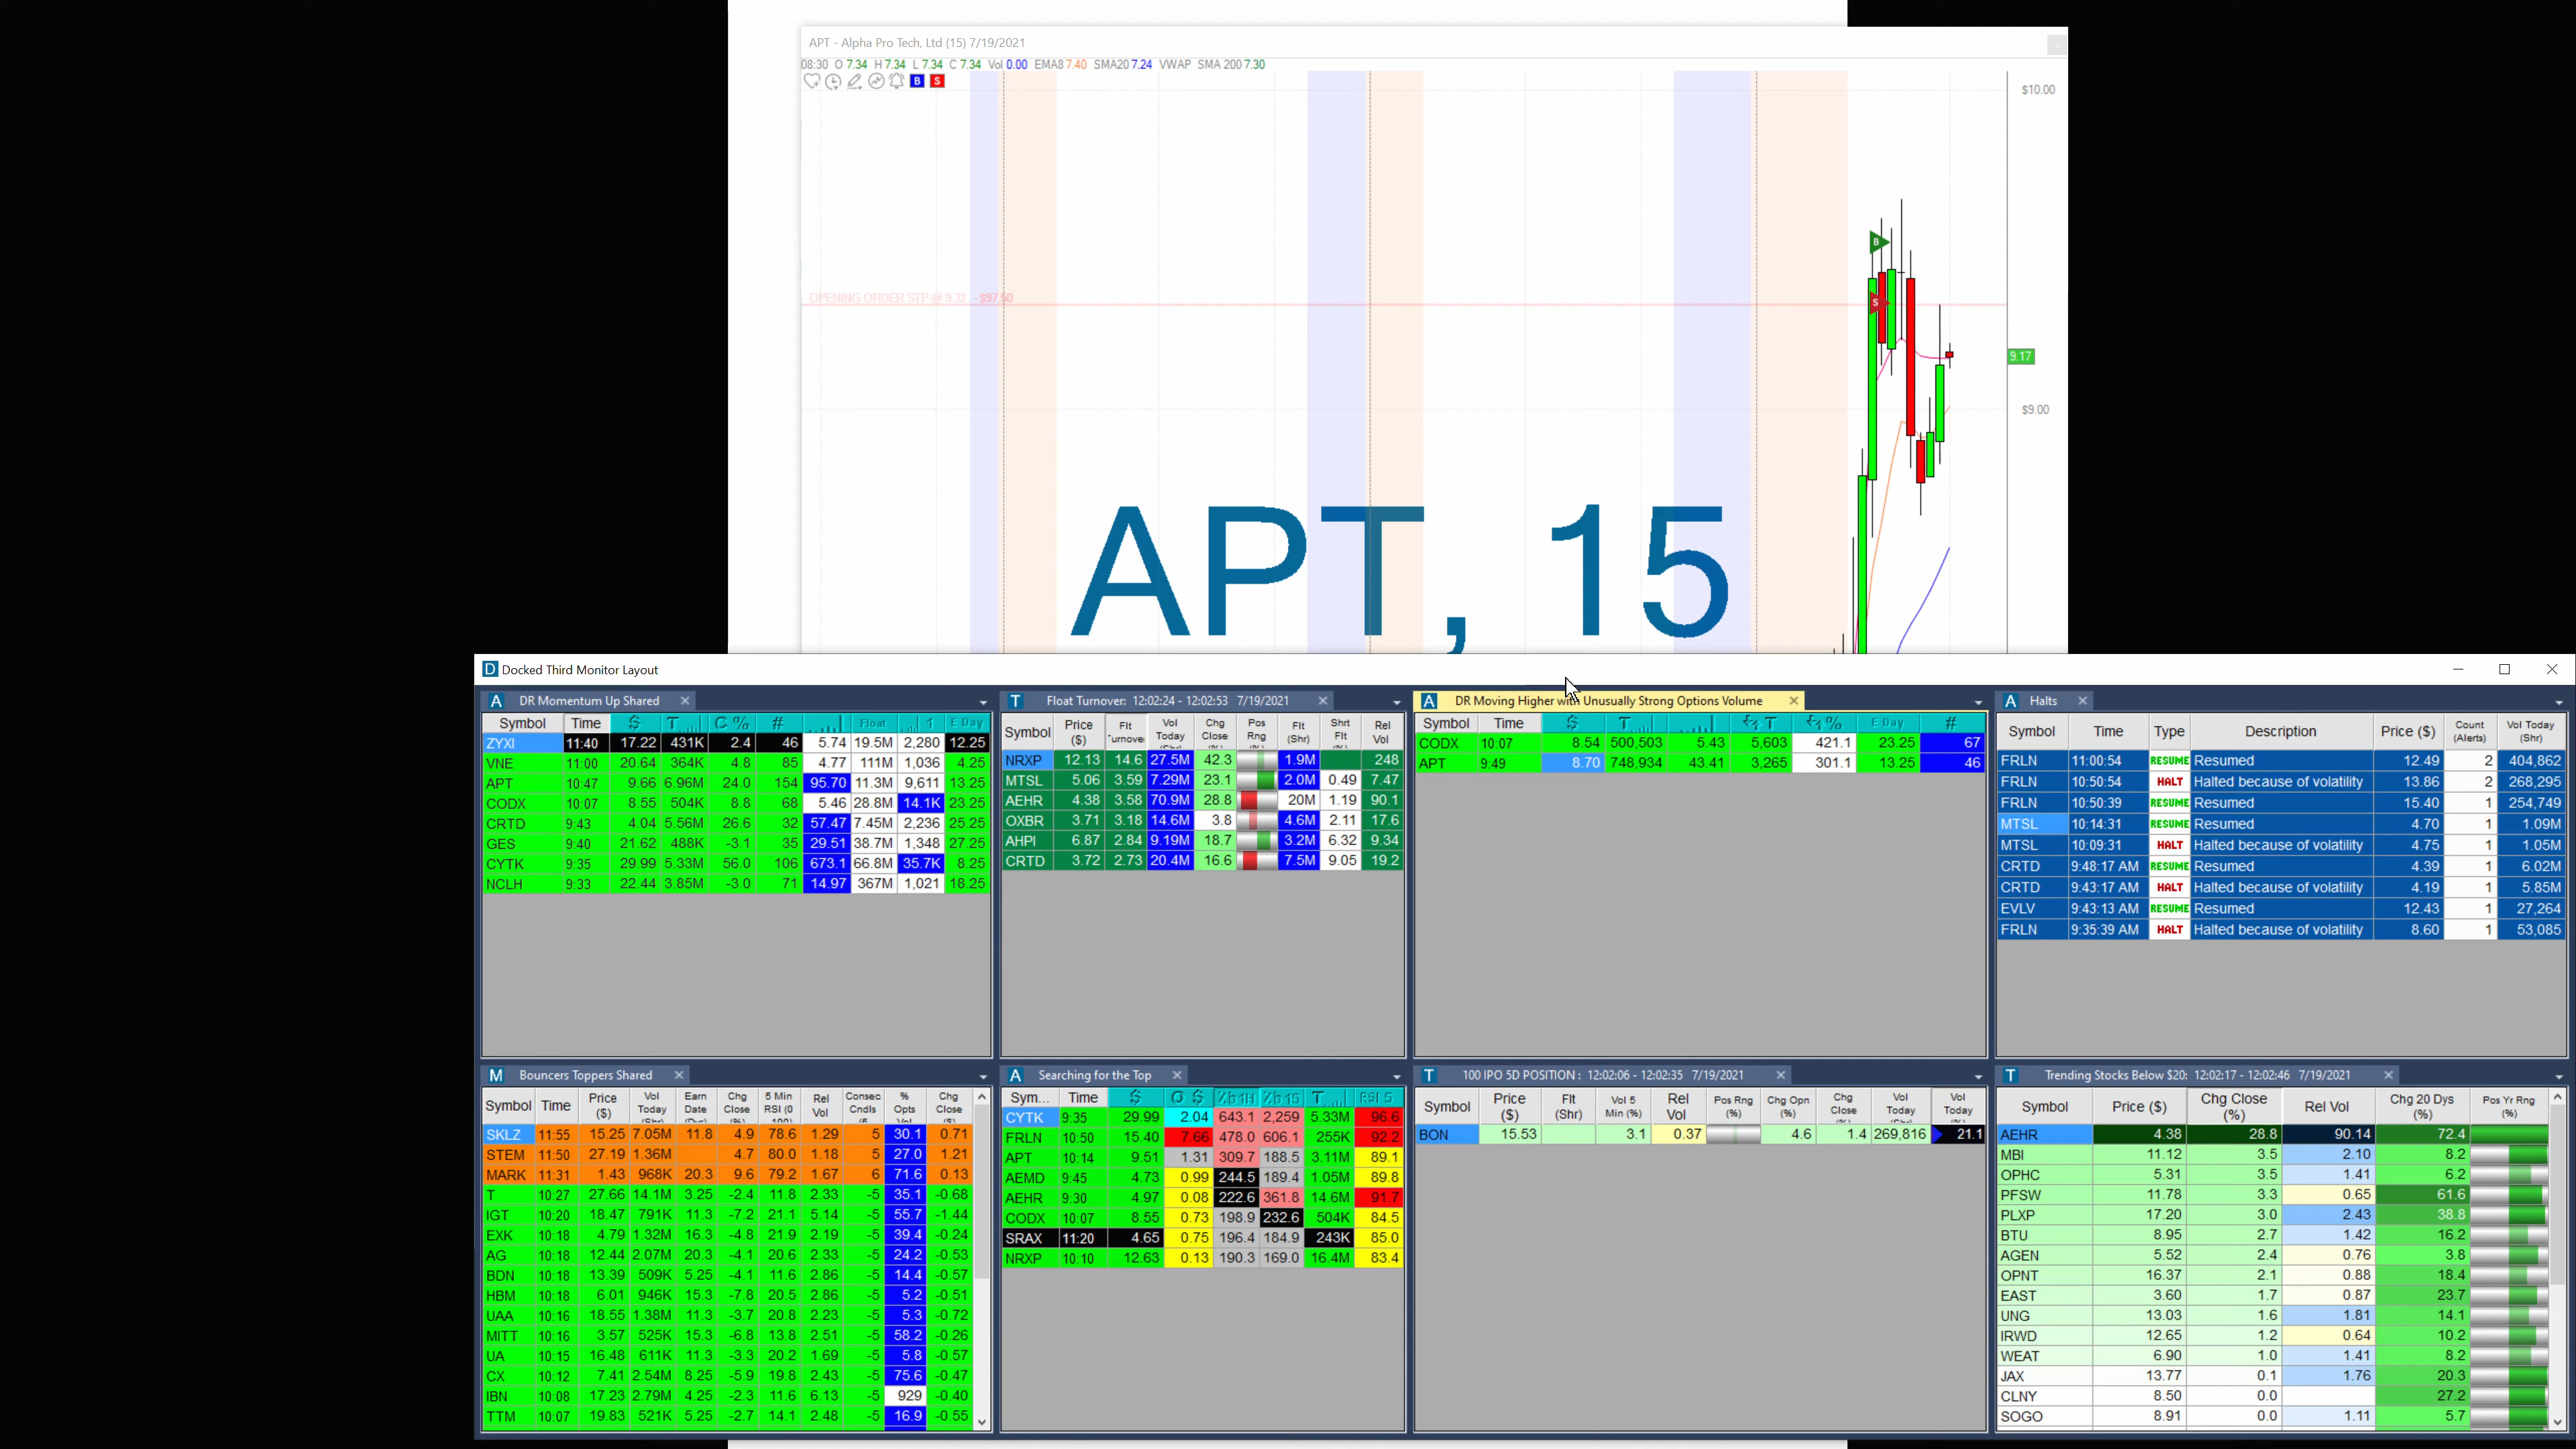 APT - Alpha Pro Tech, Ltd (15) 7/19/2021
08:30 O 7.34 H 7.34 L 7.34 C 7.34 Vol 0.00 EMA8 7.40 SMA20 7.24 VWAP SMA 200 7.30
B S
$10.00
B
OPENING ORDER STP @ 9.33 -$97.50
S
9.17
$9.00
APT, 15
D Docked Third Monitor Layout
A DR Momentum Up Shared
Symbol Time $ T C % # Float 1 E Day
ZYXI 11:40 17.22 431K 2.4 46 5.74 19.5M 2,280 12.25
VNE 11:00 20.64 364K 4.8 85 4.77 111M 1,036 4.25
APT 10:47 9.66 6.96M 24.0 154 95.70 11.3M 9,611 13.25
CODX 10:07 8.55 504K 8.8 68 5.46 28.8M 14.1K 23.25
CRTD 9:43 4.04 5.56M 26.6 32 57.47 7.45M 2,236 25.25
GES 9:40 21.62 488K -3.1 35 29.51 38.7M 1,348 27.25
CYTK 9:35 29.99 5.33M 56.0 106 673.1 66.8M 35.7K 8.25
NCLH 9:33 22.44 3.85M -3.0 71 14.97 367M 1,021 18.25
T Float Turnover: 12:02:24 - 12:02:53 7/19/2021
Symbol Price ($) Flt Vol Today Chg Close Pos Rng Flt (Shr) Shrt Flt Rel Vol
NRXP 12.13 14.6 27.5M 42.3 1.9M 248
MTSL 5.06 3.59 7.29M 23.1 2.0M 0.49 7.47
AEHR 4.38 3.58 70.9M 28.8 20M 1.19 90.1
OXBR 3.71 3.18 14.6M 3.8 4.6M 2.11 17.6
AHPI 6.87 2.84 9.19M 18.7 3.2M 6.32 9.34
CRTD 3.72 2.73 20.4M 16.6 7.5M 9.05 19.2
A DR Moving Higher with Unusually Strong Options Volume
Symbol Time $ T T % E Day #
CODX 10:07 8.54 500,503 5.43 5,603 421.1 23.25 67
APT 9:49 8.70 748,934 43.41 3,265 301.1 13.25 46
A Halts
Symbol Time Type Description Price ($) Count (Alerts) Vol Today (Shr)
FRLN 11:00:54 RESUME Resumed 12.49 2 404,862
FRLN 10:50:54 HALT Halted because of volatility 13.86 2 268,295
FRLN 10:50:39 RESUME Resumed 15.40 1 254,749
MTSL 10:14:31 RESUME Resumed 4.70 1 1.09M
MTSL 10:09:31 HALT Halted because of volatility 4.75 1 1.05M
CRTD 9:48:17 AM RESUME Resumed 4.39 1 6.02M
CRTD 9:43:17 AM HALT Halted because of volatility 4.19 1 5.85M
EVLV 9:43:13 AM RESUME Resumed 12.43 1 27,264
FRLN 9:35:39 AM HALT Halted because of volatility 8.60 1 53,085
M Bouncers Toppers Shared
Symbol Time Price ($) Vol Today Earn Date Chg Close 5 Min RSI (0 Rel Vol Consec Cndls % Opts Chg Close
SKLZ 11:55 15.25 7.05M 11.8 4.9 78.6 1.29 5 30.1 0.71
STEM 11:50 27.19 1.36M 4.7 80.0 1.18 5 27.0 1.21
MARK 11:31 1.43 968K 20.3 9.6 79.2 1.67 6 71.6 0.13
T 10:27 27.66 14.1M 3.25 -2.4 11.8 2.33 -5 35.1 -0.68
IGT 10:20 18.47 791K 11.3 -7.2 21.1 5.14 -5 55.7 -1.44
EXK 10:18 4.79 1.32M 16.3 -4.8 21.9 2.19 -5 39.4 -0.24
AG 10:18 12.44 2.07M 20.3 -4.1 20.6 2.33 -5 24.2 -0.53
BDN 10:18 13.39 509K 5.25 -4.1 11.6 2.86 -5 14.4 -0.57
HBM 10:18 6.01 946K 15.3 -7.8 20.5 2.86 -5 5.2 -0.51
UAA 10:16 18.55 1.38M 11.3 -3.7 20.8 2.23 -5 5.3 -0.72
MITT 10:16 3.57 525K 15.3 -6.8 13.8 2.51 -5 58.2 -0.26
UA 10:15 16.48 611K 11.3 -3.3 20.2 1.69 -5 5.8 -0.57
CX 10:12 7.41 2.54M 8.25 -5.9 19.8 2.43 -5 75.6 -0.47
IBN 10:08 17.23 2.79M 4.25 -2.3 11.6 6.13 -5 929 -0.40
TTM 10:07 19.83 521K 5.25 -2.7 14.1 2.48 -5 16.9 -0.55
A Searching for the Top
Sym... Time $ O $ T RSI 5
CYTK 9:35 29.99 2.04 643.1 2,259 5.33M 96.6
FRLN 10:50 15.40 7.66 478.0 606.1 255K 92.2
APT 10:14 9.51 1.31 309.7 188.5 3.11M 89.1
AEMD 9:45 4.73 0.99 244.5 189.4 1.05M 89.8
AEHR 9:30 4.97 0.08 222.6 361.8 14.6M 91.7
CODX 10:07 8.55 0.73 198.9 232.6 504K 84.5
SRAX 11:20 4.65 0.75 196.4 184.9 243K 85.0
NRXP 10:10 12.63 0.13 190.3 169.0 16.4M 83.4
T 100 IPO 5D POSITION : 12:02:06 - 12:02:35 7/19/2021
Symbol Price ($) Flt (Shr) Vol 5 Min (%) Rel Vol Pos Rng (%) Chg Opn (%) Chg Close Vol Today Vol Today
BON 15.53 3.1 0.37 4.6 1.4 269,816 21.1
T Trending Stocks Below $20: 12:02:17 - 12:02:46 7/19/2021
Symbol Price ($) Chg Close (%) Rel Vol Chg 20 Dys (%) Pos Yr Rng (%)
AEHR 4.38 28.8 90.14 72.4
MBI 11.12 3.5 2.10 8.2
OPHC 5.31 3.5 1.41 6.2
PFSW 11.78 3.3 0.65 61.6
PLXP 17.20 3.0 2.43 38.8
BTU 8.95 2.7 1.42 16.2
AGEN 5.52 2.4 0.76 3.8
OPNT 16.37 2.1 0.88 18.4
EAST 3.60 1.7 0.87 23.7
UNG 13.03 1.6 1.81 14.1
IRWD 12.65 1.2 0.64 10.2
WEAT 6.90 1.0 1.41 8.2
JAX 13.77 0.1 1.76 20.3
CLNY 8.50 0.0 27.2
SOGO 8.91 0.0 1.11 5.7